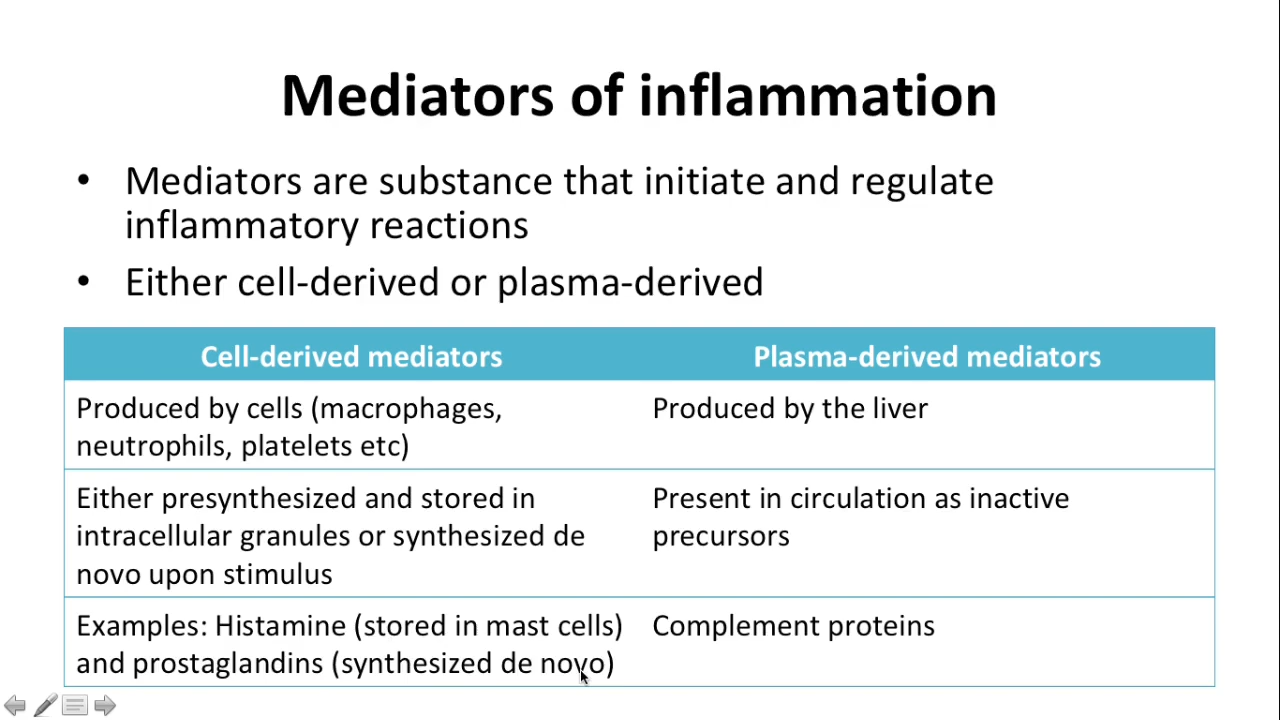 Mediators of inflammation
• Mediators are substance that initiate and regulate
inflammatory reactions
• Either cell-derived or plasma-derived
Cell-derived mediators
Plasma-derived mediators
Produced by cells (macrophages,
neutrophils, platelets etc)
Produced by the liver
Either presynthesized and stored in
intracellular granules or synthesized de
novo upon stimulus
Present in circulation as inactive
precursors
Examples: Histamine (stored in mast cells)
and prostaglandins (synthesized de novo)
Complement proteins